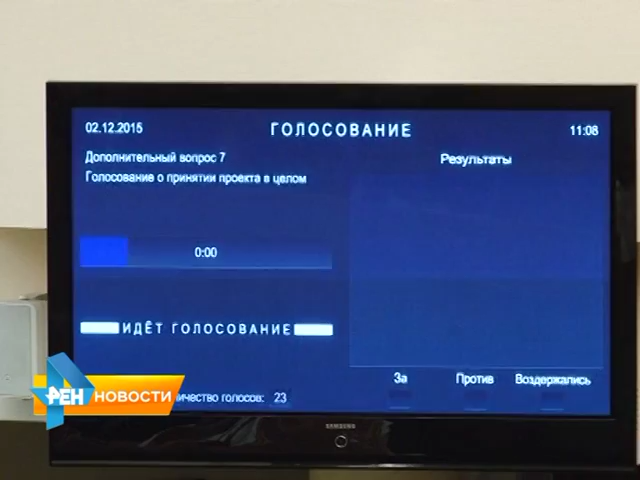 02.12.2015 ГОЛОСОВАНИЕ 11:08
Дополнительный вопрос 7
Голосование о принятии проекта в целом
Результаты
0:00
ИДЁТ ГОЛОСОВАНИЕ
За Против Воздержались
голосов: 23
РЕН НОВОСТИ
SAMSUNG